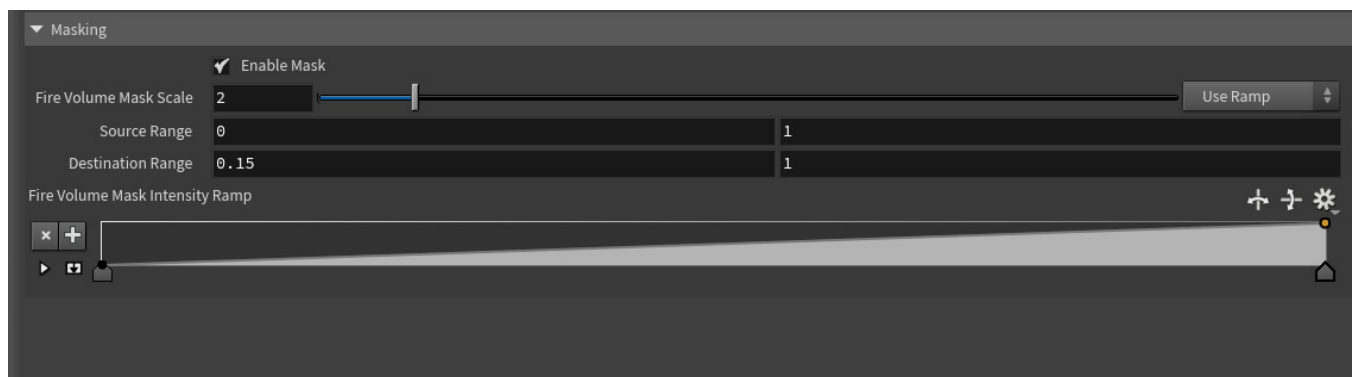 Masking
Enable Mask
Fire Volume Mask Scale 2 Use Ramp
Source Range 0 1
Destination Range 0.15 1
Fire Volume Mask Intensity Ramp